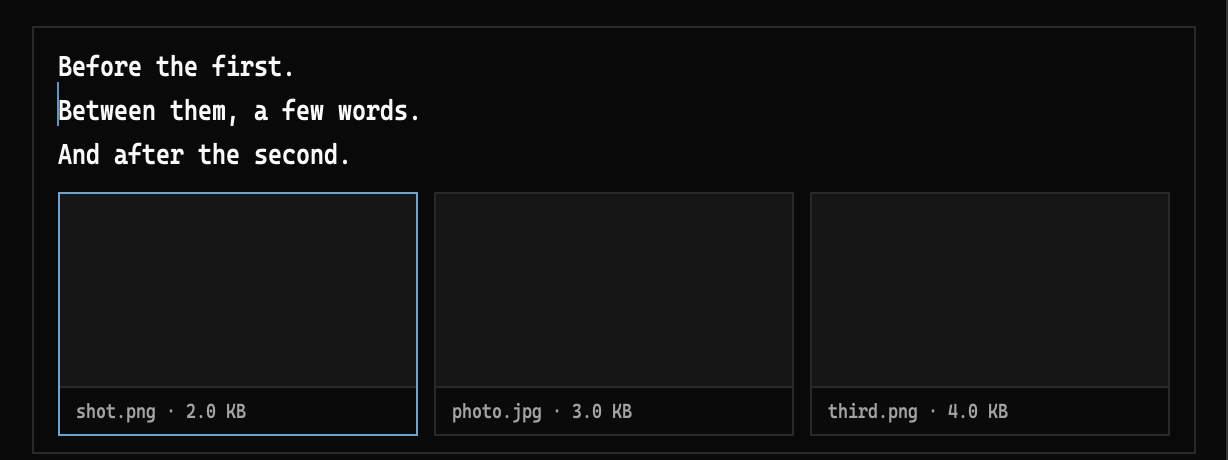 Before the first.
Between them, a few words.
And after the second.
shot.png · 2.0 KB
photo.jpg · 3.0 KB
third.png · 4.0 KB